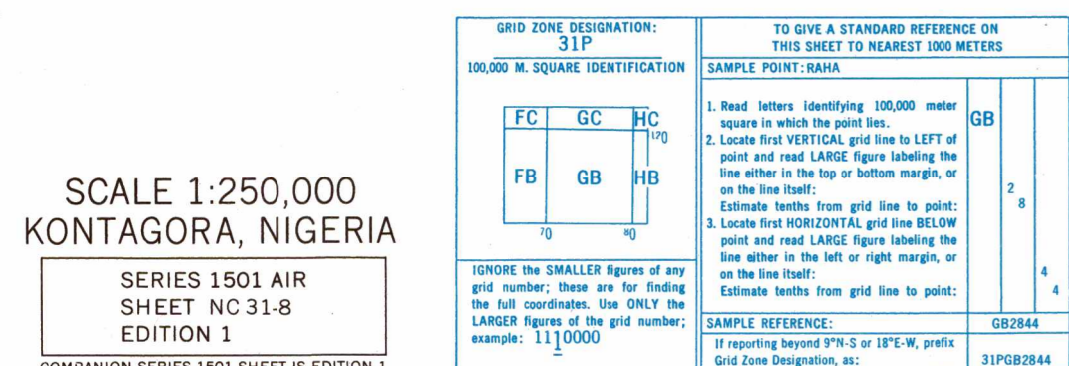 SCALE 1:250,000
KONTAGORA, NIGERIA
SERIES 1501 AIR
SHEET NC 31-8
EDITION 1
COMPANION SERIES 1501 SHEET IS EDITION 1
GRID ZONE DESIGNATION:
31P
100,000 M. SQUARE IDENTIFICATION
FC GC HC
120
FB GB HB
70 80
IGNORE the SMALLER figures of any
grid number; these are for finding
the full coordinates. Use ONLY the
LARGER figures of the grid number;
example: 1110000
TO GIVE A STANDARD REFERENCE ON
THIS SHEET TO NEAREST 1000 METERS
SAMPLE POINT: RAHA
1. Read letters identifying 100,000 meter
square in which the point lies.
GB
2. Locate first VERTICAL grid line to LEFT of
point and read LARGE figure labeling the
line either in the top or bottom margin, or
on the line itself: 2
Estimate tenths from grid line to point: 8
3. Locate first HORIZONTAL grid line BELOW
point and read LARGE figure labeling the
line either in the left or right margin, or
on the line itself: 4
Estimate tenths from grid line to point: 4
SAMPLE REFERENCE: GB2844
If reporting beyond 9°N-S or 18°E-W, prefix
Grid Zone Designation, as: 31PGB2844